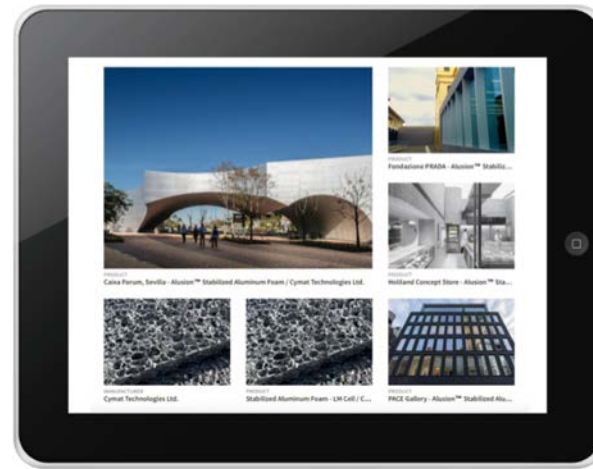 PRODUCT
Caixa Forum, Sevilla - Alusion™ Stabilized Aluminum Foam / Cymat Technologies Ltd.
PRODUCT
Fondazione PRADA - Alusion™ Stabiliz...
PRODUCT
Holiland Concept Store - Alusion™ Sta...
MANUFACTURER
Cymat Technologies Ltd.
PRODUCT
Stabilized Aluminum Foam - LM Cell / C...
PRODUCT
PACE Gallery - Alusion™ Stabilized Alu...